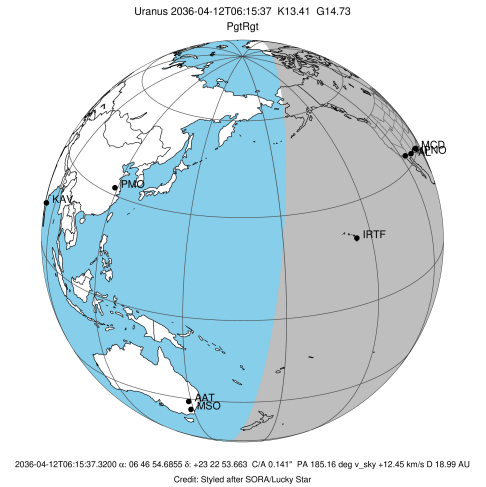 Uranus 2036-04-12T06:15:37 K13.41 G14.73
PgtRgt
MCD
KAV
PMO
IRTF
AAT
MSO
2036-04-12T06:15:37.3200 α: 06 46 54.6855 δ: +23 22 53.663 C/A 0.141" PA 185.16 deg v_sky +12.45 km/s D 18.99 AU
Credit: Styled after SORA/Lucky Star